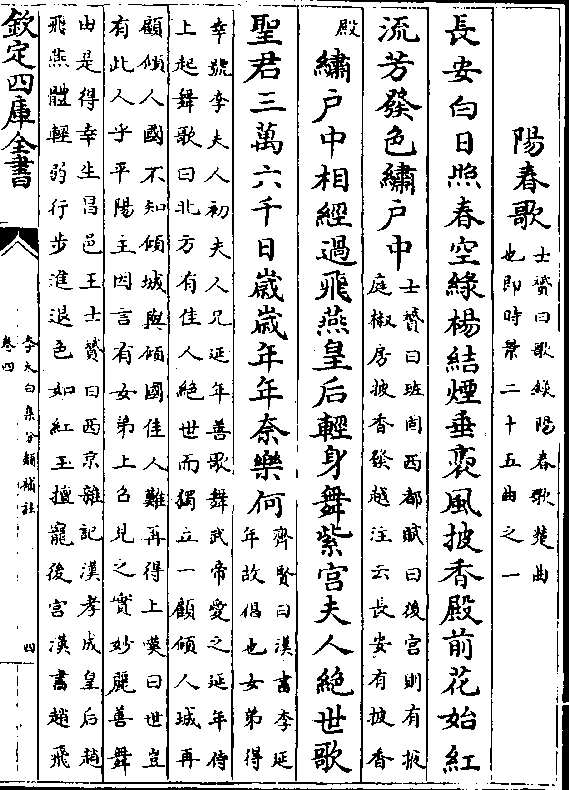 陽春歌士贇曰歌録陽春歌楚曲
也即時景二十五曲之一
長安白日照春空綠楊結煙垂裊風披香殿前花始紅
流芳發色繡戶中士贇曰班固西都賦曰後宮則有掖
庭椒房披香發越注云長安有披香
殿
繡戶中相經過飛燕皇后輕身舞紫宮夫人絕世歌
聖君三萬六千日歲歲年年奈樂何齊賢曰漢書李延
年故倡也女弟得
幸號李夫人初夫人兄延年善歌舞武帝愛之延年侍
上起舞歌曰北方有佳人絕世而獨立一顧傾人城再
顧傾人國不知傾城與傾國佳人難再得上嘆曰世豈
有此人乎平陽主因言有女弟上召見之實妙麗善舞
由是得幸生昌邑王士贇曰西京雜記漢孝成皇后趙
飛燕體輕弱行步進退色如紅玉擅寵後宮漢書趙飛
欽定四庫全書
李太白集分類補註
卷四
四